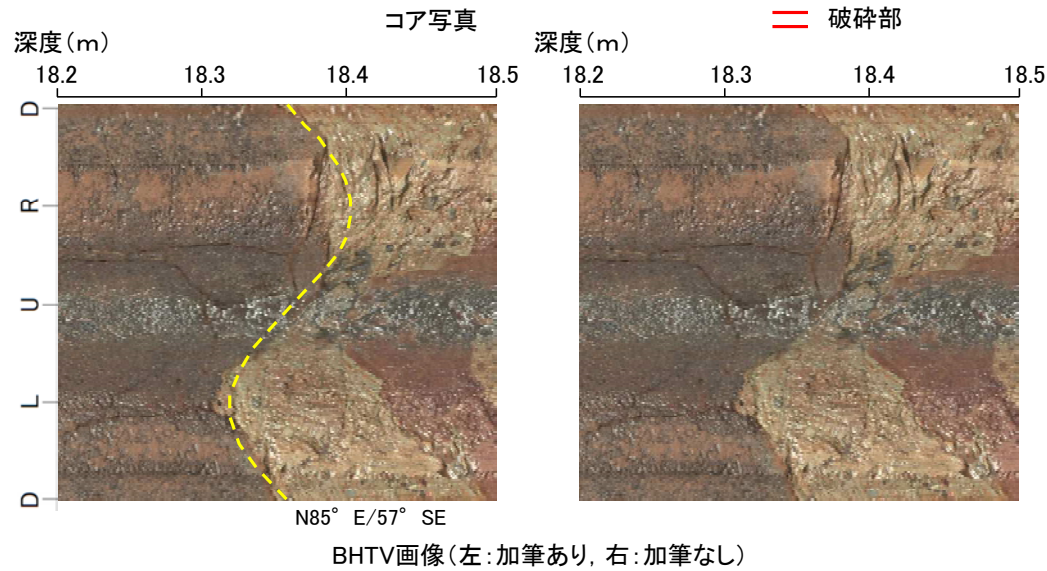 コア写真
破砕部
深度（m）
深度（m）
18.2 18.3 18.4 18.5
18.2 18.3 18.4 18.5
D
R
U
L
D
N85° E/57° SE
BHTV画像（左：加筆あり，右：加筆なし）